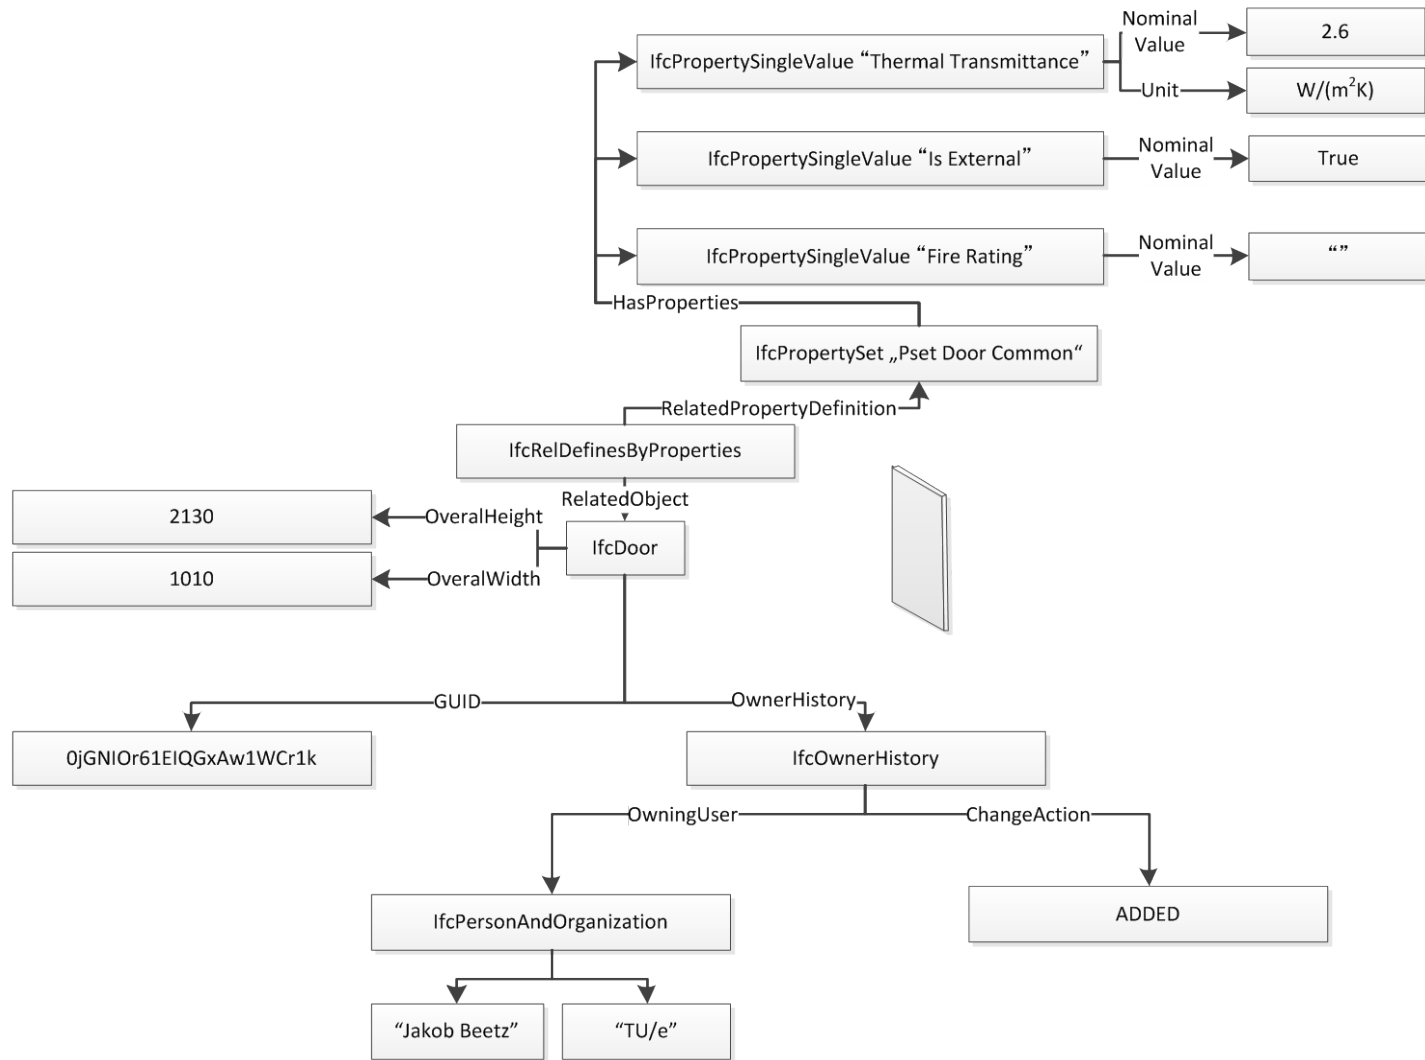 Nominal
Value
2.6
IfcPropertySingleValue “Thermal Transmittance”
Unit
W/(m²K)
IfcPropertySingleValue “Is External”
Nominal
Value
True
IfcPropertySingleValue “Fire Rating”
Nominal
Value
“”
HasProperties
IfcPropertySet „Pset Door Common“
RelatedPropertyDefinition
IfcRelDefinesByProperties
RelatedObject
2130
OveralHeight
IfcDoor
1010
OveralWidth
GUID
OwnerHistory
0jGNIOr61EIQGxAw1WCr1k
IfcOwnerHistory
OwningUser
ChangeAction
IfcPersonAndOrganization
ADDED
“Jakob Beetz”
“TU/e”